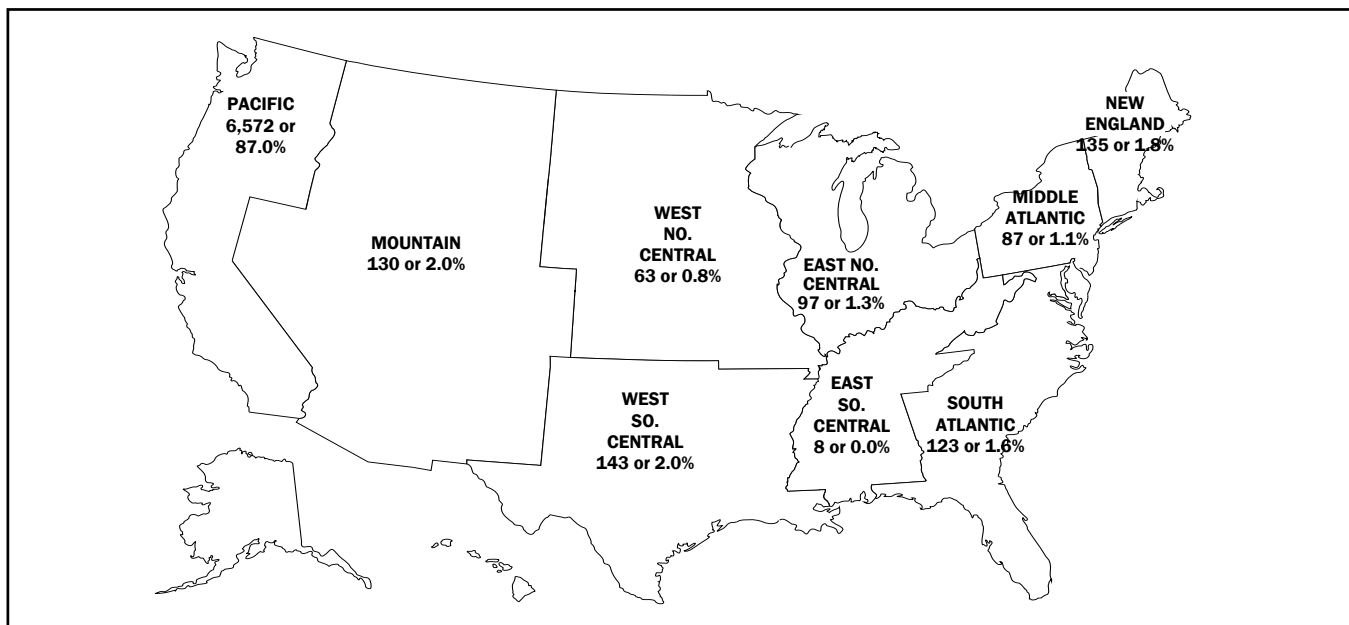 PACIFIC
6,572 or
87.0%
MOUNTAIN
130 or 2.0%
WEST
NO.
CENTRAL
63 or 0.8%
WEST
SO.
CENTRAL
143 or 2.0%
EAST NO.
CENTRAL
97 or 1.3%
EAST
SO.
CENTRAL
8 or 0.0%
SOUTH
ATLANTIC
123 or 1.6%
MIDDLE
ATLANTIC
87 or 1.1%
NEW
ENGLAND
135 or 1.8%